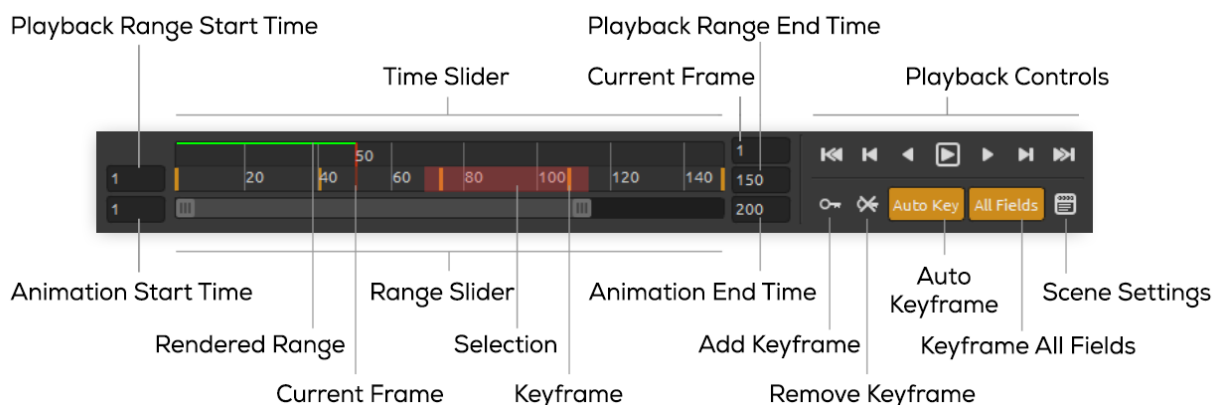 Playback Range Start Time
Playback Range End Time
Time Slider
Current Frame
Playback Controls
50
1
1
20
40
60
80
100
120
140
150
1
200
Auto Key
All Fields
Animation Start Time
Range Slider
Animation End Time
Auto
Keyframe
Scene Settings
Rendered Range
Selection
Add Keyframe
Keyframe All Fields
Current Frame
Keyframe
Remove Keyframe